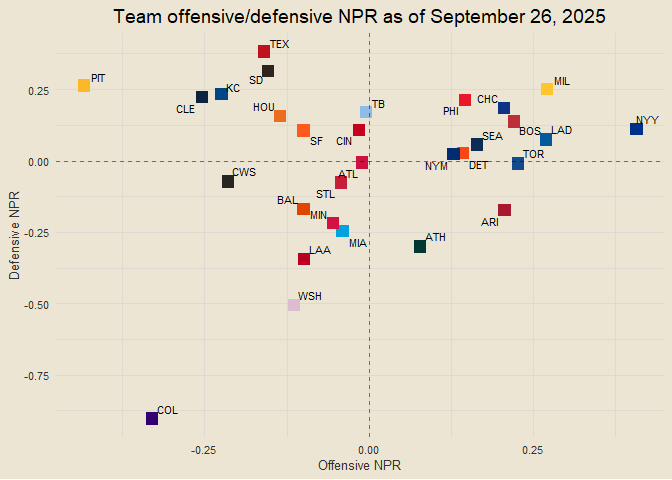 Team offensive/defensive NPR as of September 26, 2025
TEX
SD
PIT
KC
CLE
HOU
TB
SF
CIN
MIL
CHC
PHI
NYY
BOS
LAD
SEA
NYM
DET
TOR
CWS
ATL
STL
BAL
MIN
MIA
ARI
ATH
LAA
WSH
COL
0.25
0.00
-0.25
-0.50
-0.75
Defensive NPR
-0.25
0.00
0.25
Offensive NPR